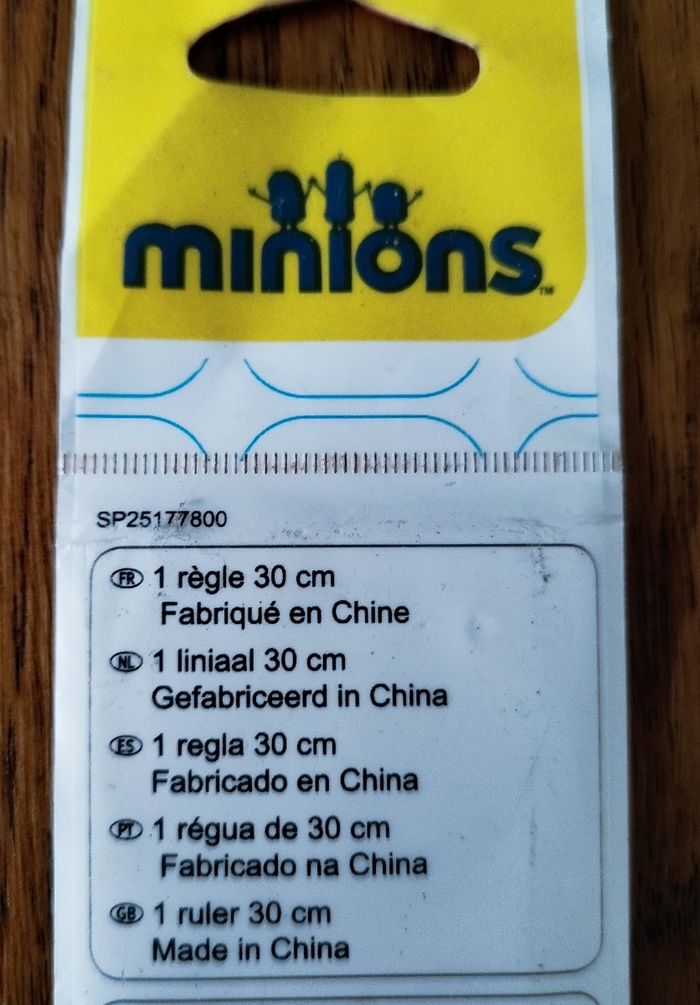 minions™
SP25177800
FR 1 règle 30 cm
Fabriqué en Chine
NL 1 liniaal 30 cm
Gefabriceerd in China
ES 1 regla 30 cm
Fabricado en China
PT 1 régua de 30 cm
Fabricado na China
GB 1 ruler 30 cm
Made in China